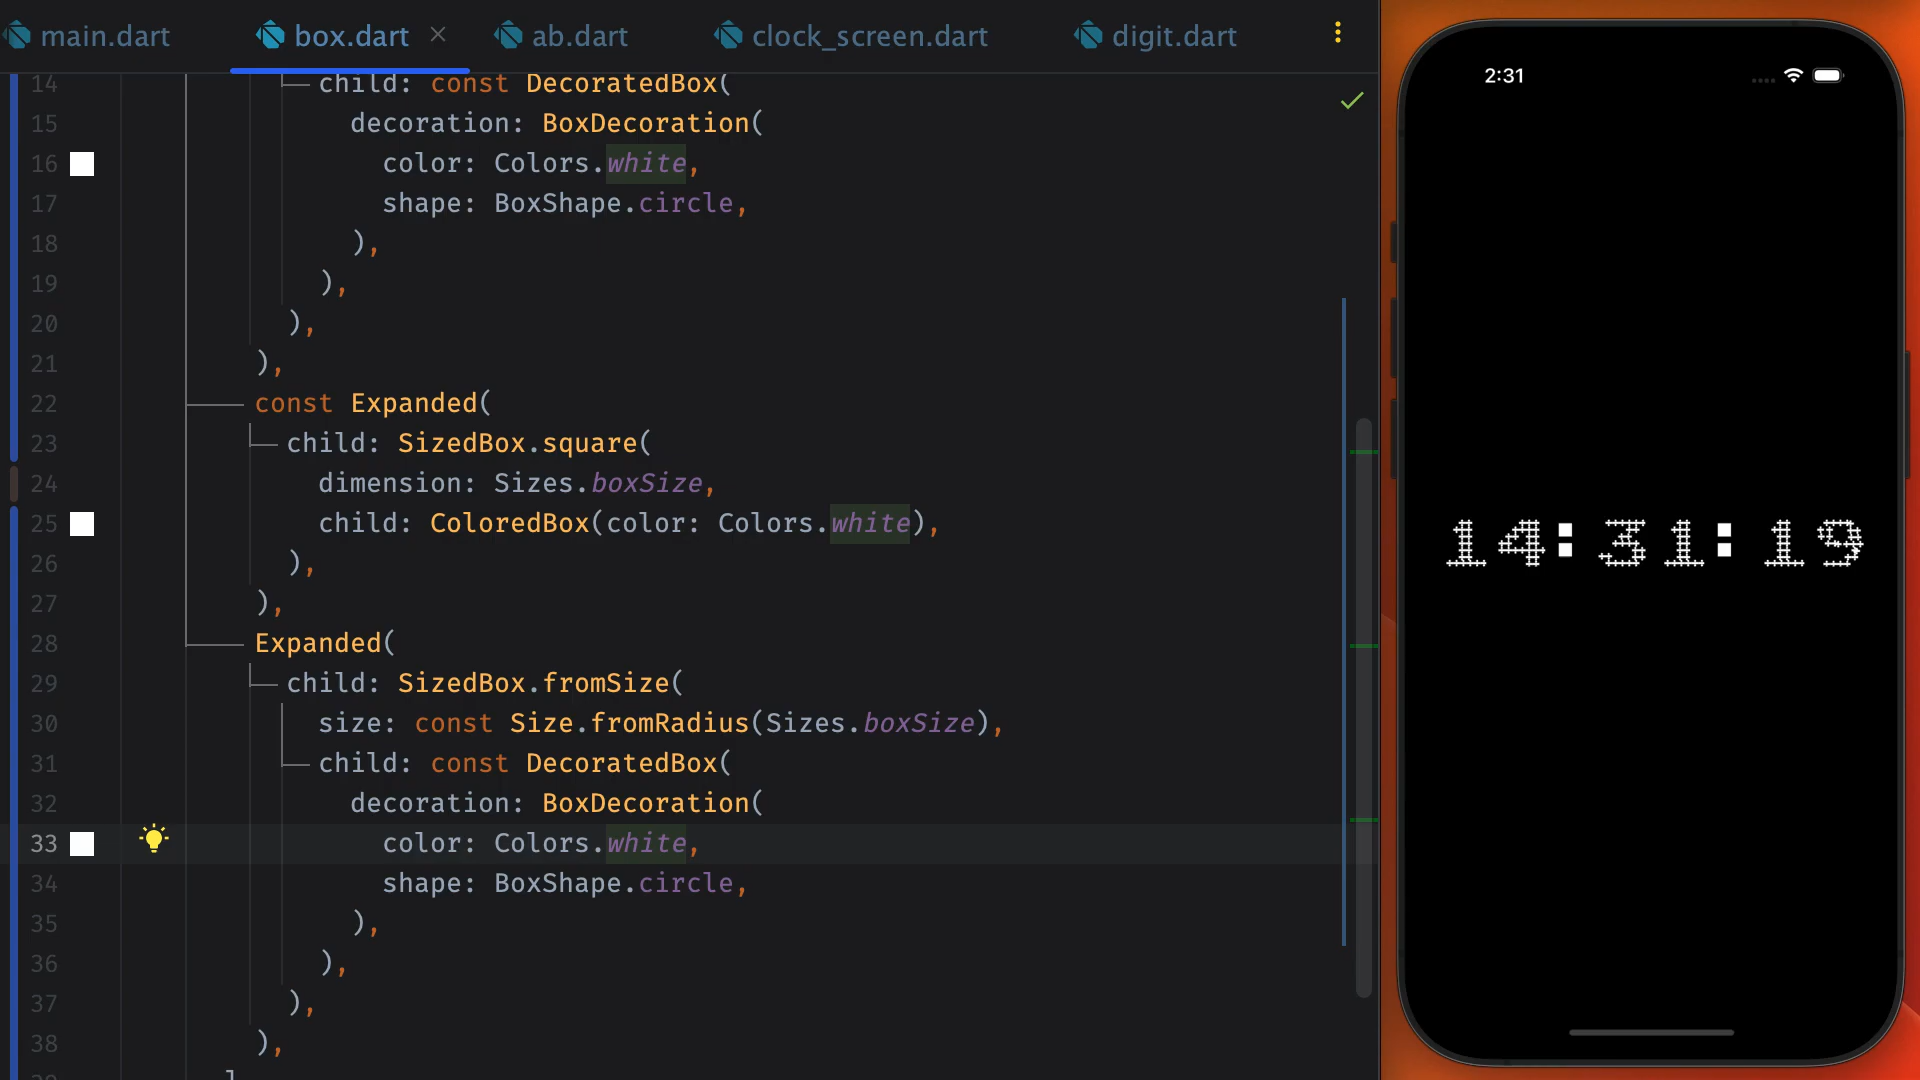 main.dart
box.dart
ab.dart
clock_screen.dart
digit.dart
14 child: const DecoratedBox(
15 decoration: BoxDecoration(
16 color: Colors.white,
17 shape: BoxShape.circle,
18 ),
19 ),
20 ),
21 ),
22 const Expanded(
23 child: SizedBox.square(
24 dimension: Sizes.boxSize,
25 child: ColoredBox(color: Colors.white),
26 ),
27 ),
28 Expanded(
29 child: SizedBox.fromSize(
30 size: const Size.fromRadius(Sizes.boxSize),
31 child: const DecoratedBox(
32 decoration: BoxDecoration(
33 color: Colors.white,
34 shape: BoxShape.circle,
35 ),
36 ),
37 ),
38 ),
2:31
14:31:19